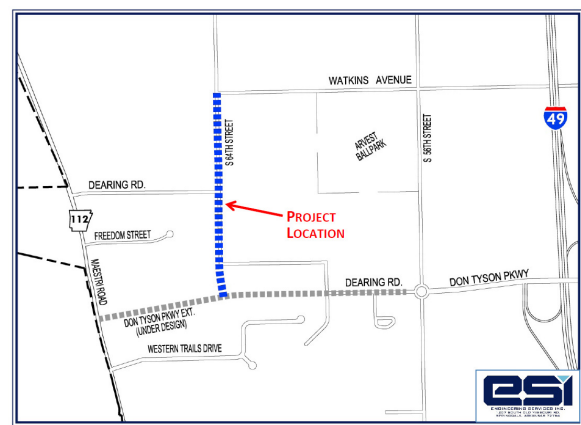 WATKINS AVENUE
S 64TH STREET
ARVEST
BALLPARK
S. 56TH STREET
49
DEARING RD.
112
FREEDOM STREET
MAESTRI ROAD
PROJECT
LOCATION
DEARING RD.
DON TYSON PKWY
DON TYSON PKWY EXT.
(UNDER DESIGN)
WESTERN TRAILS DRIVE
esi
ENGINEERING SERVICES INC.